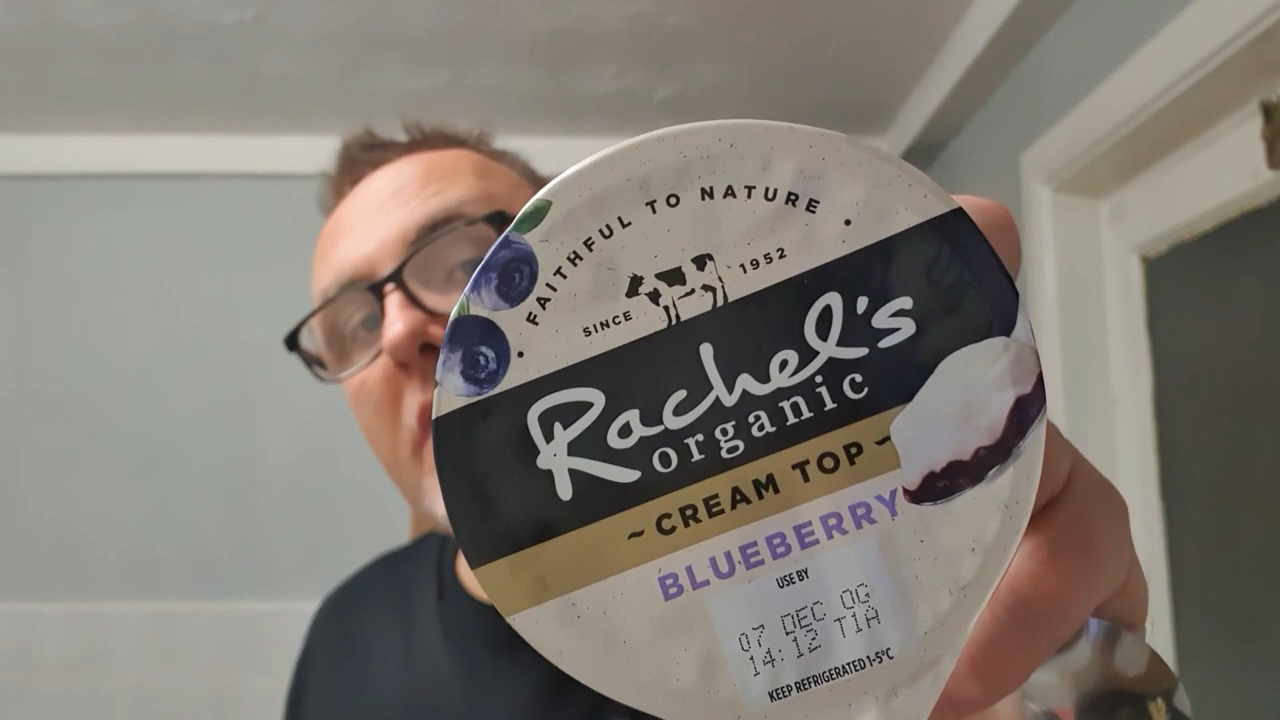 FAITHFUL TO NATURE
SINCE 1952
Rachel's
organic
~CREAM TOP~
BLUEBERRY
USE BY
07 DEC OG
14:12 T1A
KEEP REFRIGERATED 1-5°C